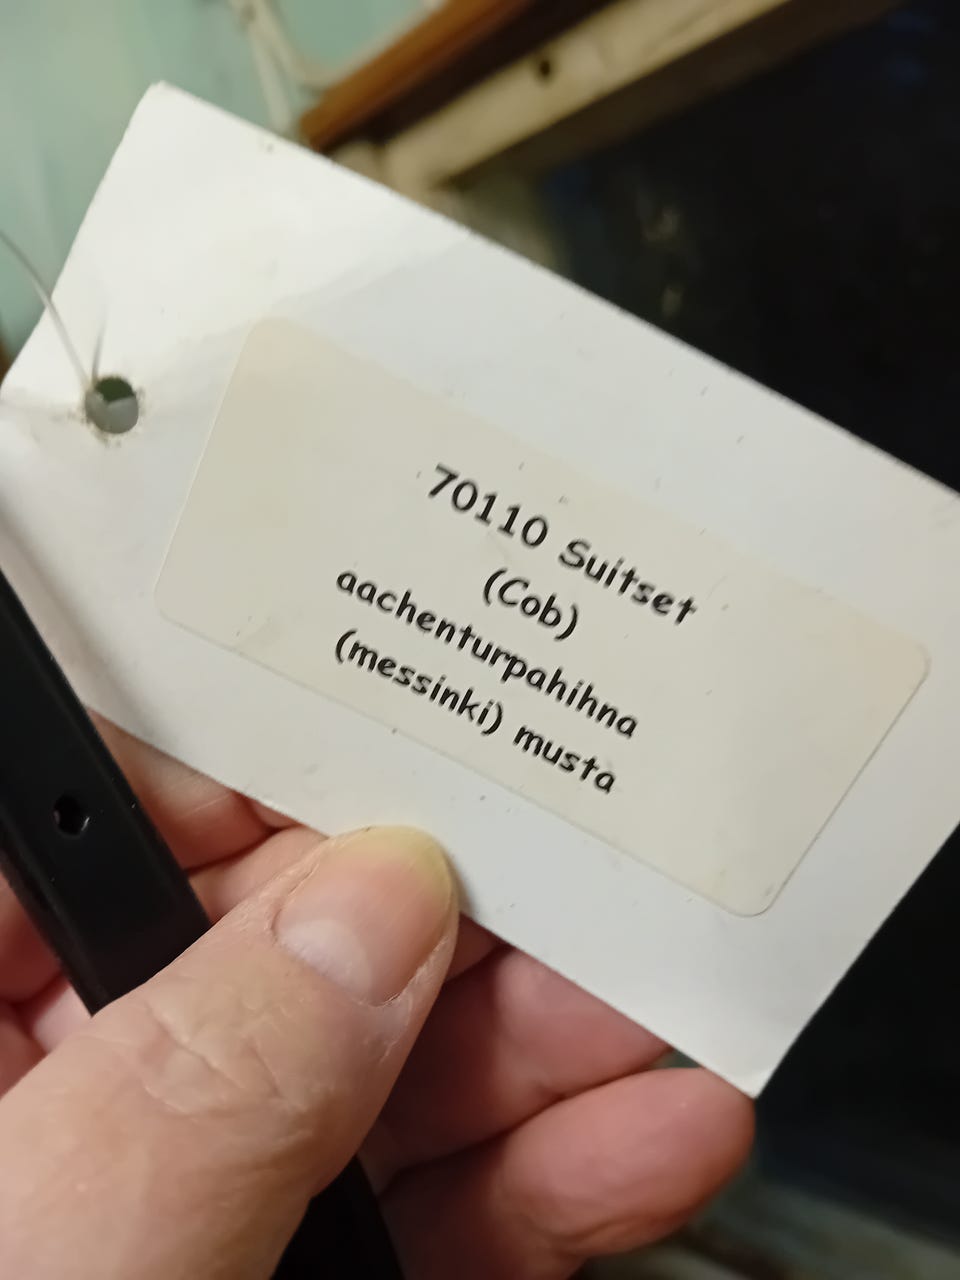 70110 Suitset
(Cob)
aachenturpahihna
(messinki) musta